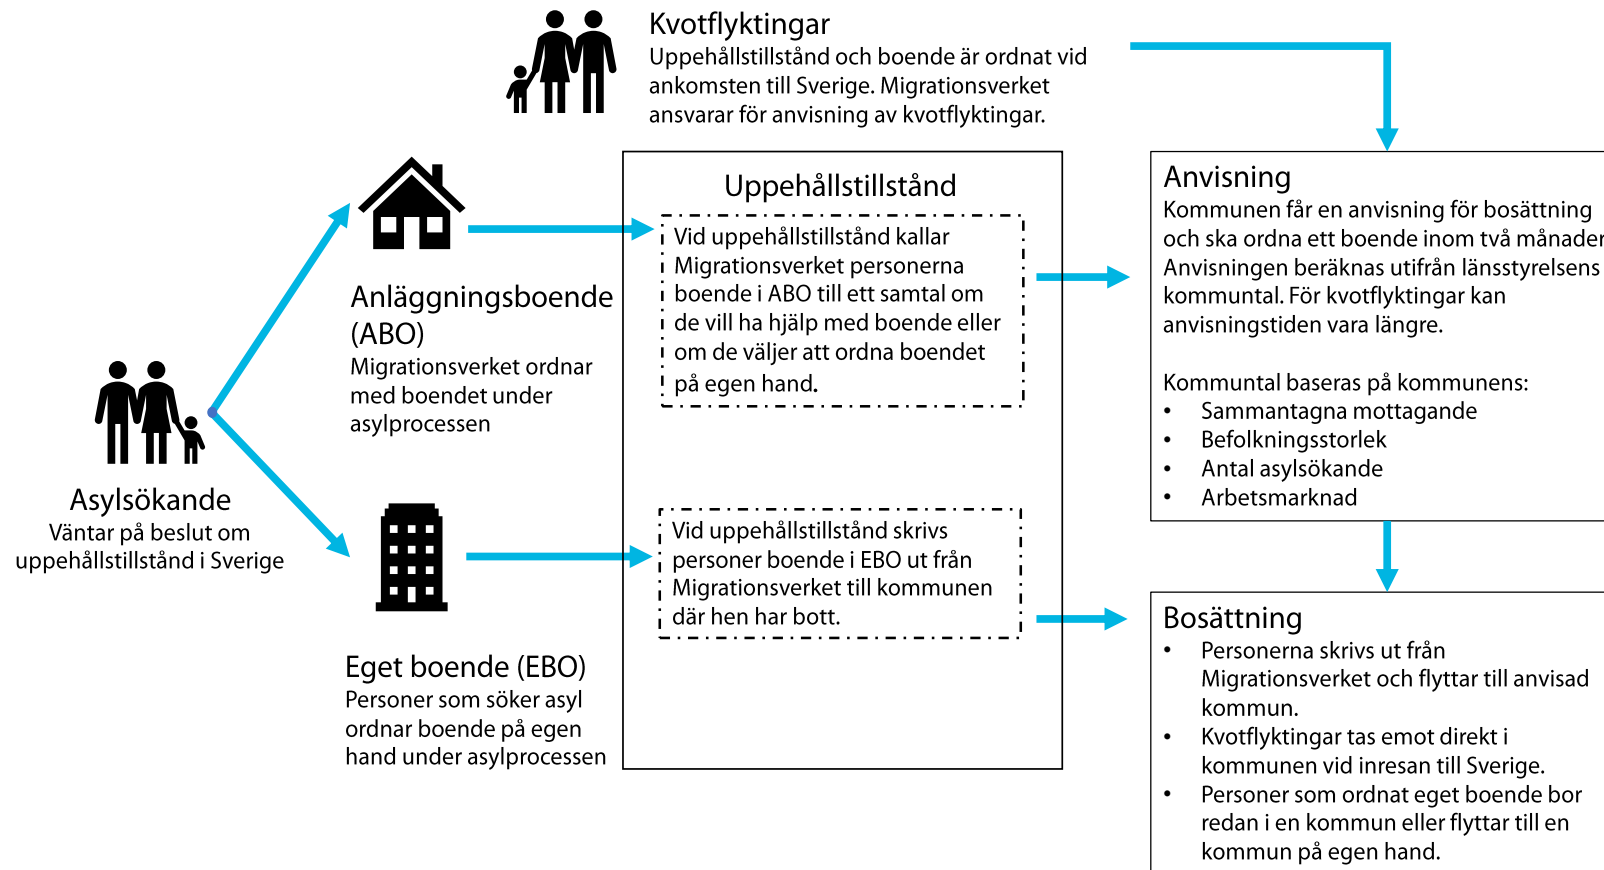 Kvotflyktingar
Uppehållstillstånd och boende är ordnat vid
ankomsten till Sverige. Migrationsverket
ansvarar för anvisning av kvotflyktingar.
Asylsökande
Väntar på beslut om
uppehållstillstånd i Sverige
Anläggningsboende
(ABO)
Migrationsverket ordnar
med boendet under
asylprocessen
Eget boende (EBO)
Personer som söker asyl
ordnar boende på egen
hand under asylprocessen
Uppehållstillstånd
Vid uppehållstillstånd kallar
Migrationsverket personerna
boende i ABO till ett samtal om
de vill ha hjälp med boende eller
om de väljer att ordna boendet
på egen hand.
Vid uppehållstillstånd skrivs
personer boende i EBO ut från
Migrationsverket till kommunen
där hen har bott.
Anvisning
Kommunen får en anvisning för bosättning
och ska ordna ett boende inom två månader
Anvisningen beräknas utifrån länsstyrelsens
kommuntal. För kvotflyktingar kan
anvisningstiden vara längre.
Kommuntal baseras på kommunens:
• Sammantagna mottagande
• Befolkningsstorlek
• Antal asylsökande
• Arbetsmarknad
Bosättning
• Personerna skrivs ut från
Migrationsverket och flyttar till anvisad
kommun.
• Kvotflyktingar tas emot direkt i
kommunen vid inresan till Sverige.
• Personer som ordnat eget boende bor
redan i en kommun eller flyttar till en
kommun på egen hand.